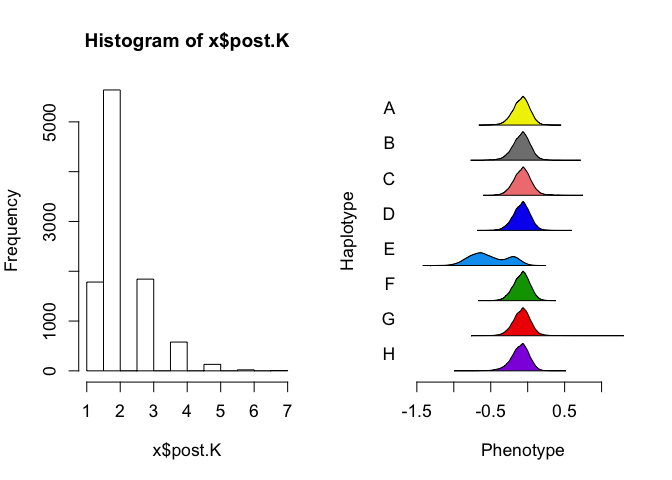 Histogram of x$post.K
Frequency
0
1000
3000
5000
1 2 3 4 5 6 7
x$post.K
Haplotype
A
B
C
D
E
F
G
H
-1.5 -0.5 0.5
Phenotype